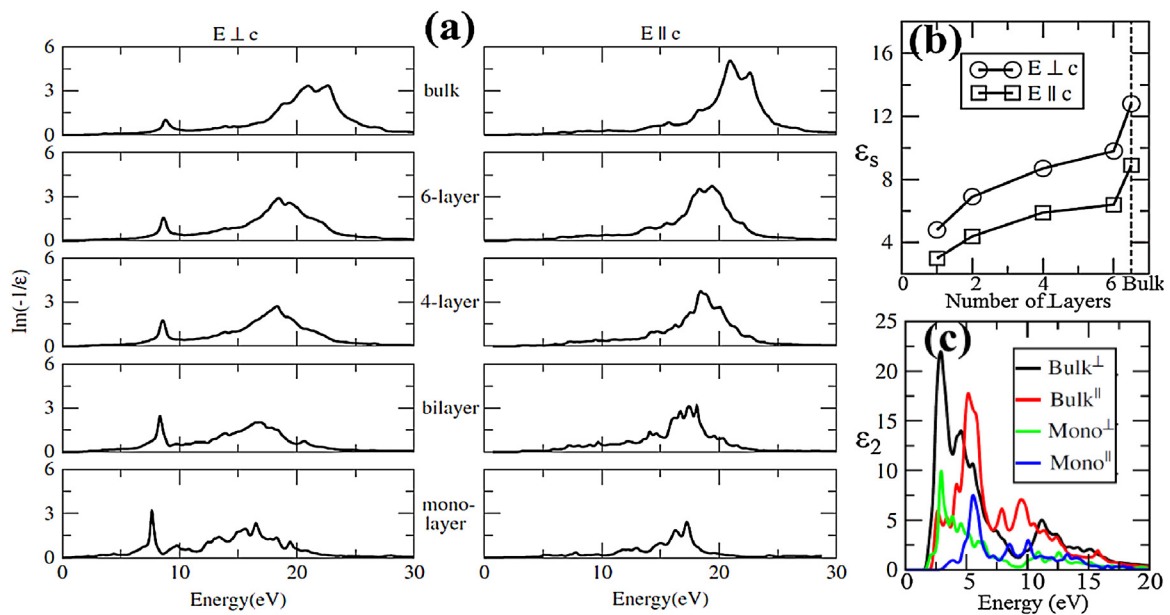 E ⊥ c
(a)
E || c
6
3
0
bulk
6
3
0
6-layer
6
3
0
4-layer
6
3
0
bilayer
6
3
0
mono-
layer
Im(-1/ε)
0
10
20
30
0
10
20
30
Energy(eV)
Energy(eV)
(b)
16
12
8
4
εs
E ⊥ c
E || c
0
2
4
6
Bulk
Number of Layers
(c)
25
20
15
10
5
0
ε2
Bulk⊥
Bulk||
Mono⊥
Mono||
0
5
10
15
20
Energy (eV)